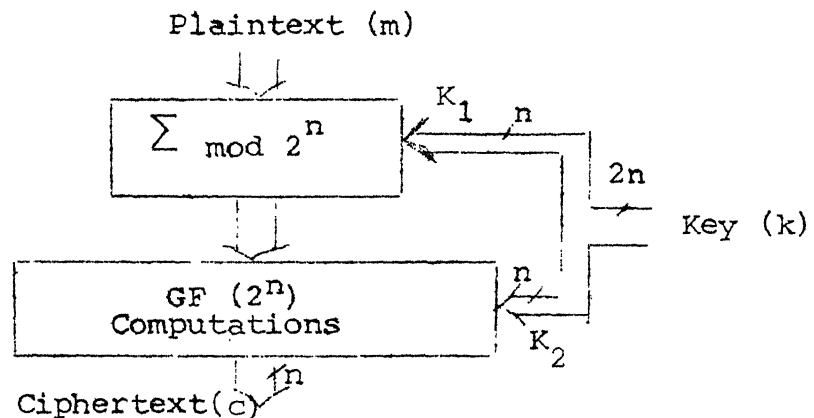 Plaintext (m)
K1
n
∑ mod 2^n
2n
Key (k)
n
GF (2^n)
Computations
K2
n
Ciphertext(c)